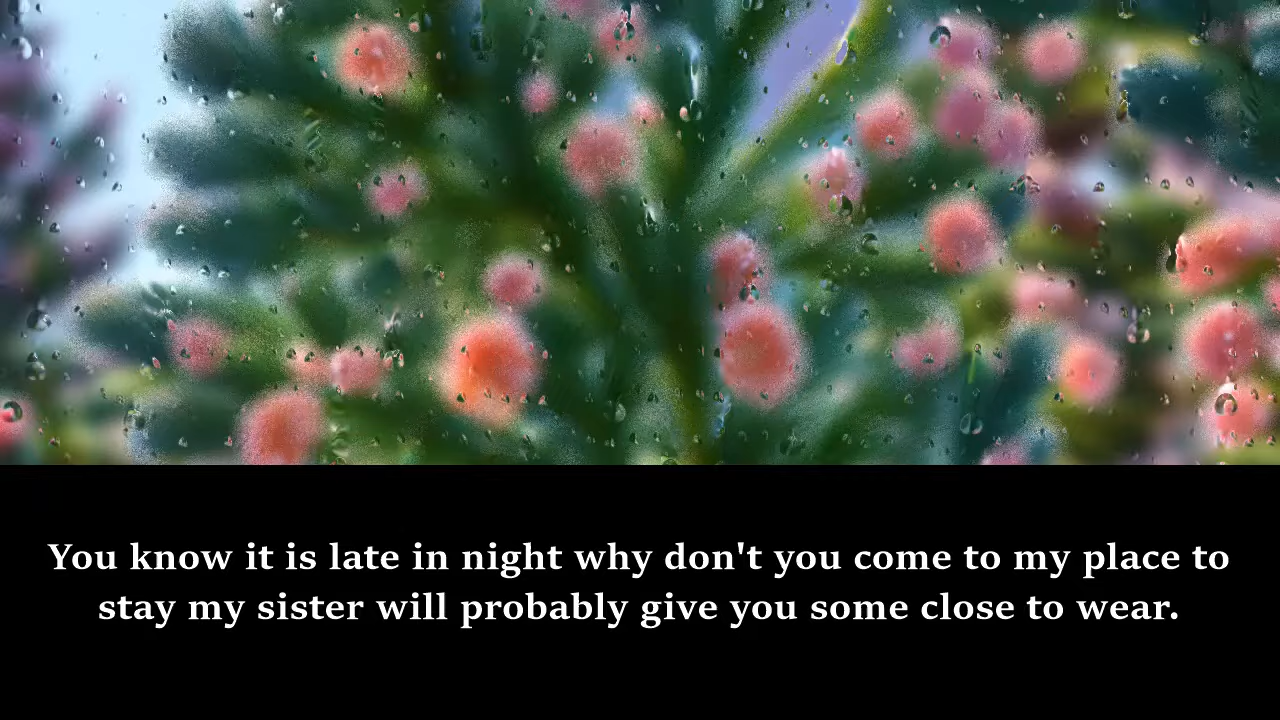 You know it is late in night why don't you come to my place to
stay my sister will probably give you some close to wear.